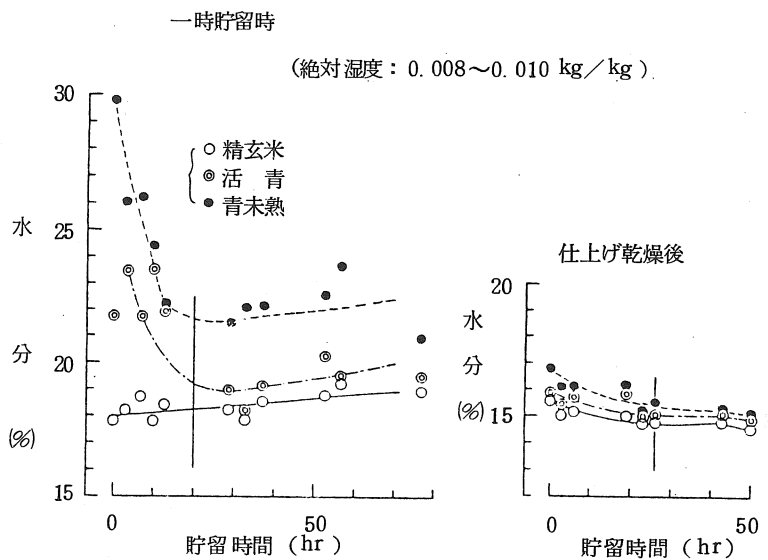 一時貯留時
(絶対湿度：0.008～0.010 kg／kg)
30
25
20
15
水
分
(%)
○ 精玄米
◎ 活 青
● 青未熟
0
50
貯留時間 (hr)
仕上げ乾燥後
20
15
水
分
(%)
0
50
貯留時間 (hr)